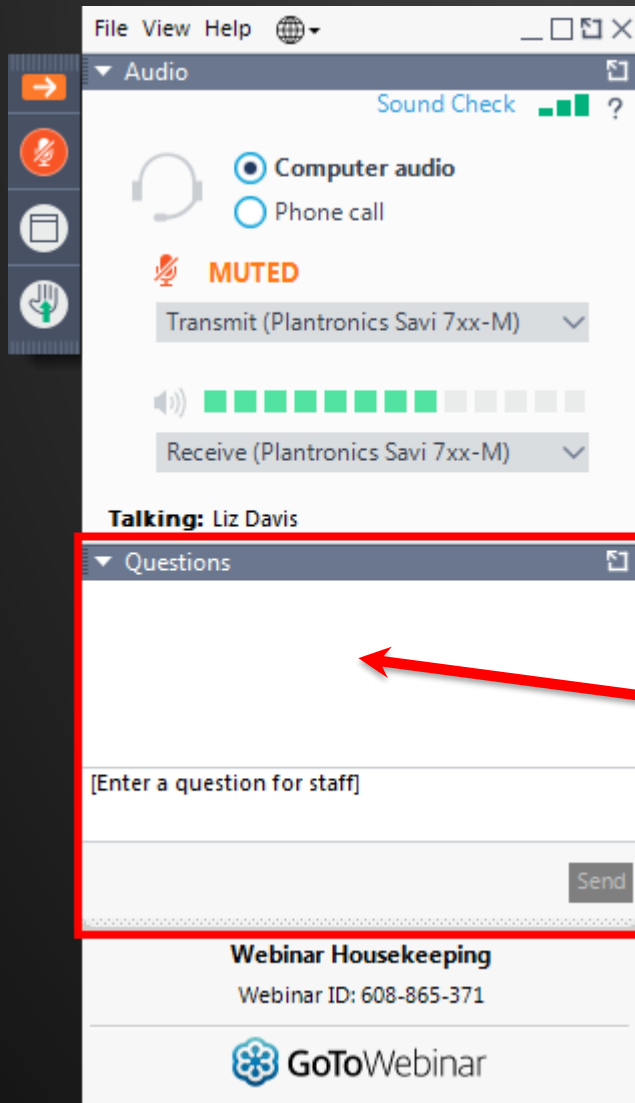 File View Help
Audio
Sound Check ?
Computer audio
Phone call
MUTED
Transmit (Plantronics Savi 7xx-M)
Receive (Plantronics Savi 7xx-M)
Talking: Liz Davis
Questions
[Enter a question for staff]
Send
Webinar Housekeeping
Webinar ID: 608-865-371
GoToWebinar